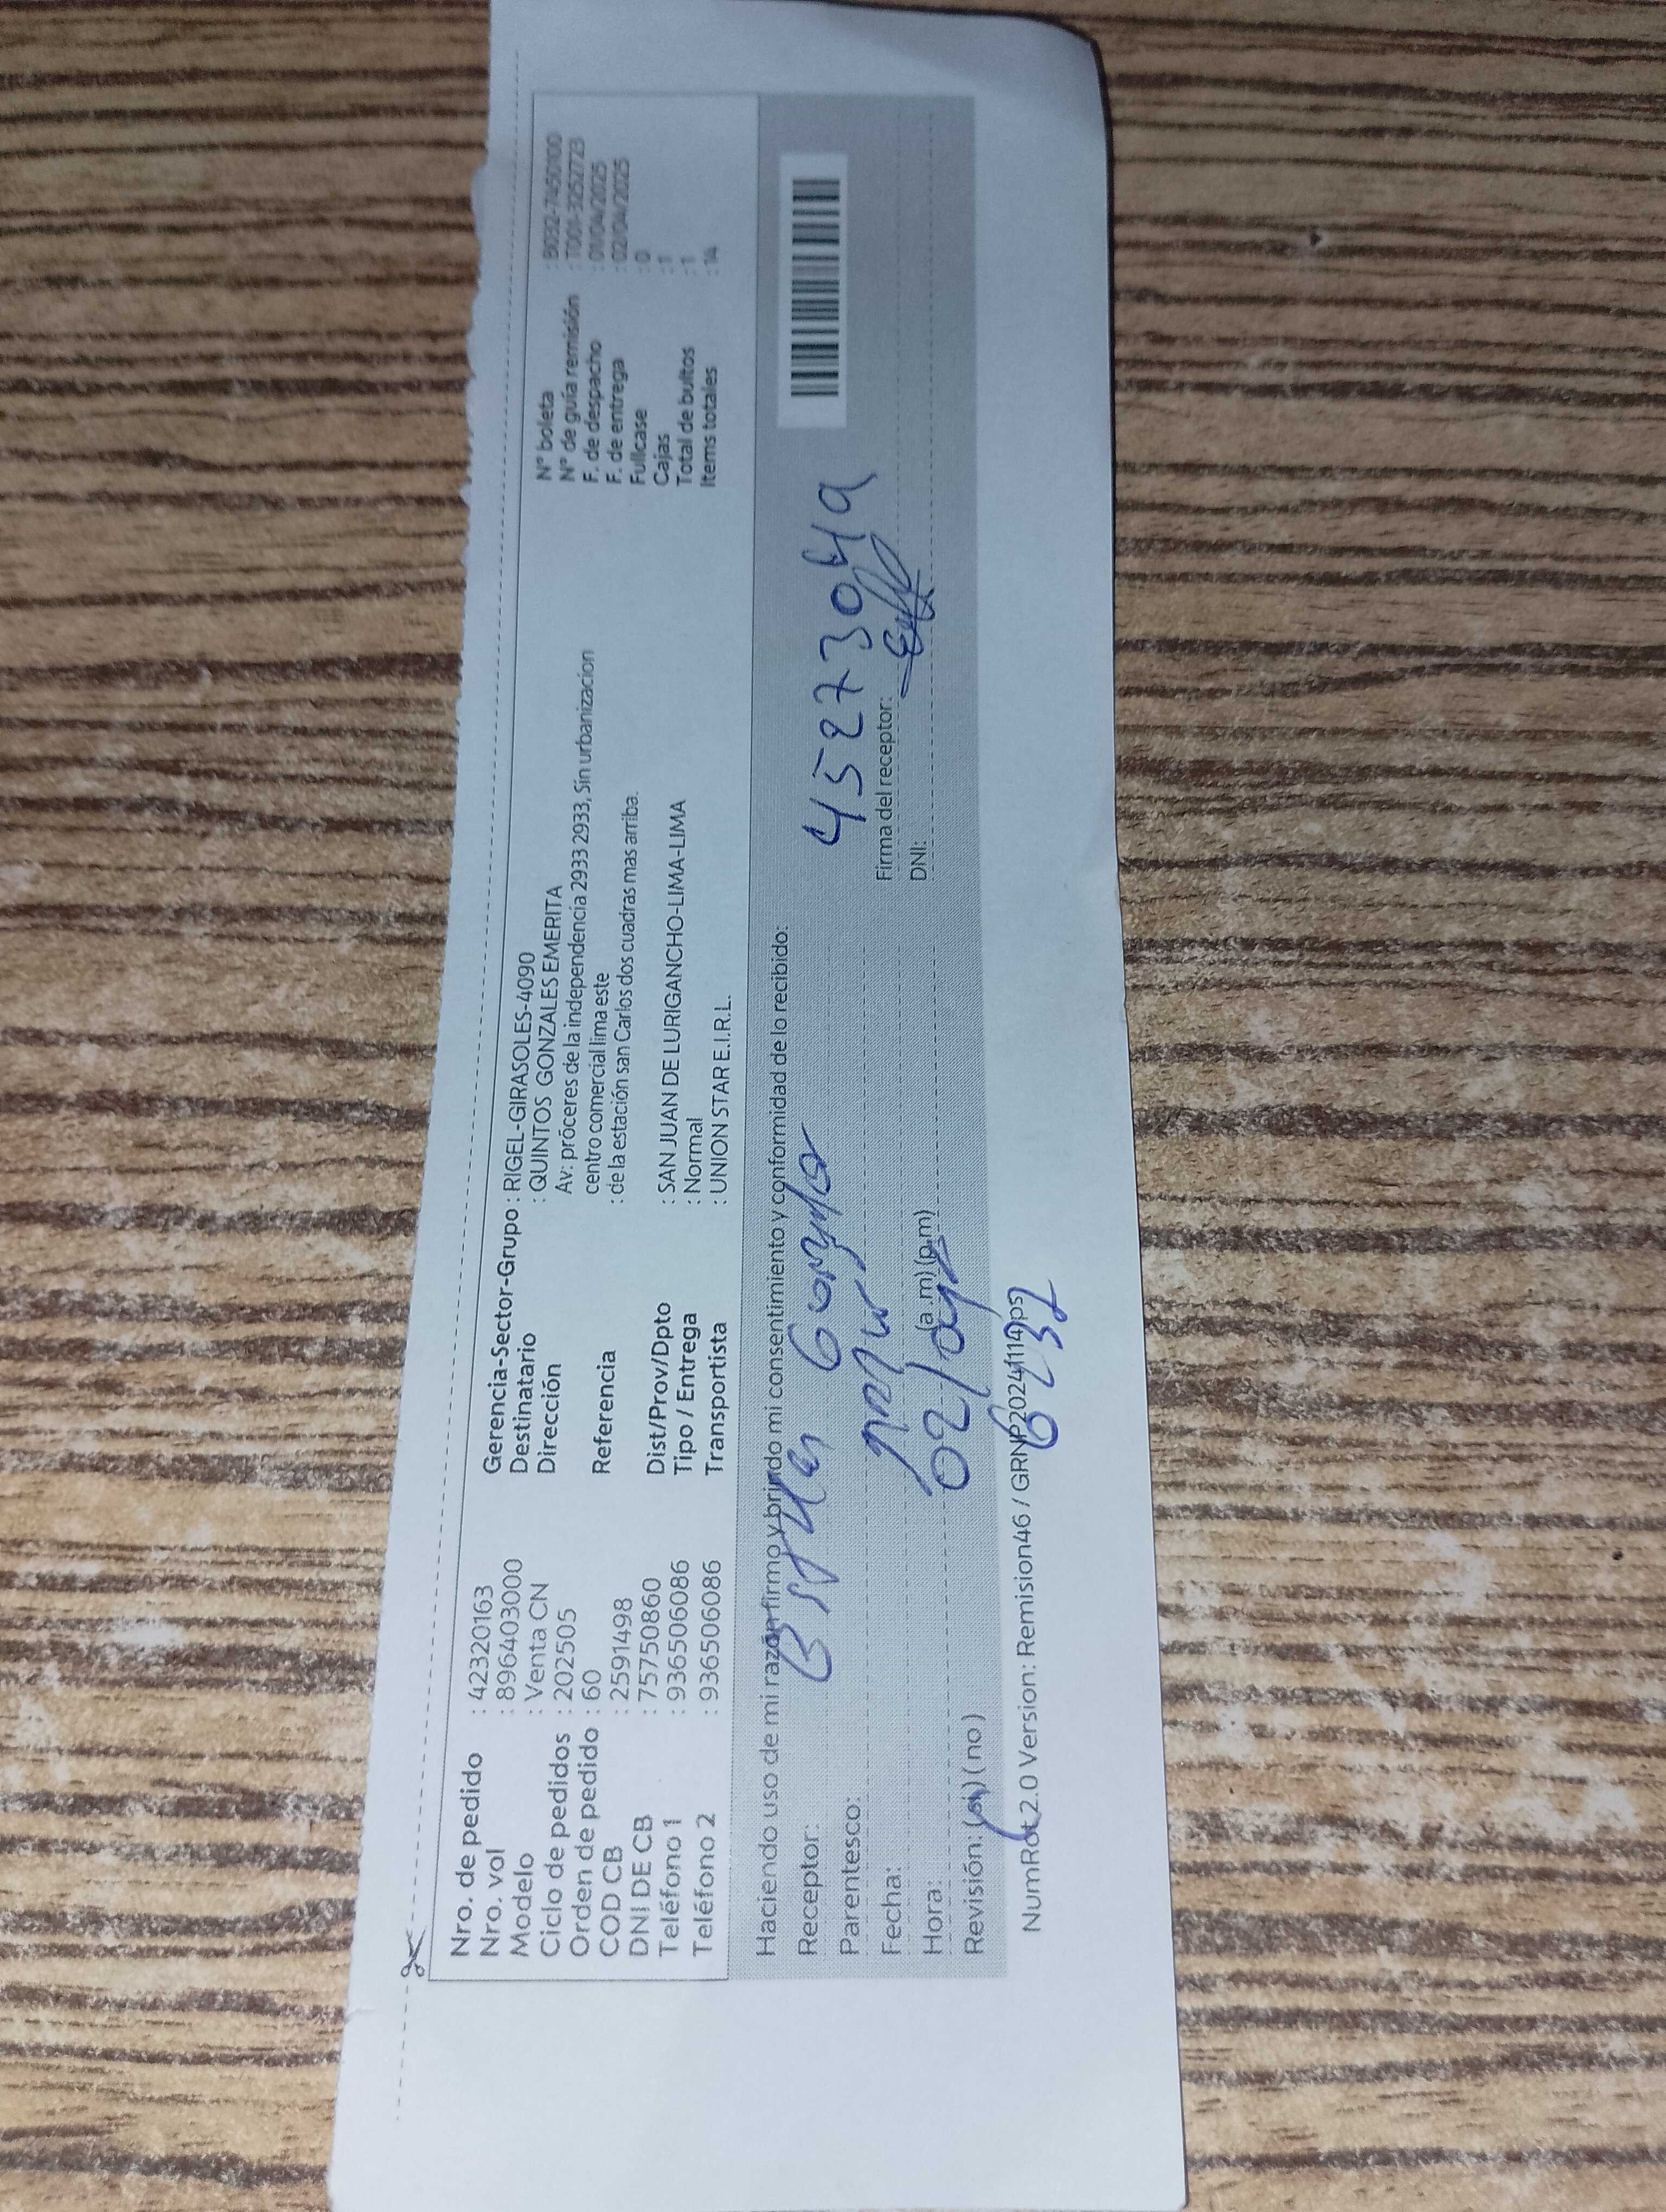 Nro. de pedido : 42320163
Nro. vol : 896403000
Modelo : Venta CN
Ciclo de pedidos : 202505
Orden de pedido : 60
COD CB : 2591498
DNI DE CB : 75750860
Teléfono 1 : 936506086
Teléfono 2 : 936506086
Gerencia-Sector-Grupo : RIGEL-GIRASOLES-4090
Destinatario : QUINTOS GONZALES EMERITA
Dirección Av: próceres de la independencia 2933 2933, Sin urbanizacion
centro comercial lima este
Referencia : de la estación san Carlos dos cuadras mas arriba.
Dist/Prov/Dpto : SAN JUAN DE LURIGANCHO-LIMA-LIMA
Tipo / Entrega : Normal
Transportista : UNION STAR E.I.R.L.
N° boleta
N° de guía remisión : T001-32527723
F. de despacho : 01/04/2025
F. de entrega : 02/04/2025
Fullcase : 0
Cajas : 1
Total de bultos : 1
Items totales : 14
Haciendo uso de mi razón firmo y brindo mi consentimiento y conformidad de lo recibido:
Receptor:
Parentesco:
Fecha: 02/04
Hora: (a.m) (p.m)
Revisión: (si) (no)
45273049
Firma del receptor:
DNI:
NumRot2.0 Version: Remision46 / GRNP20241114ps
6232